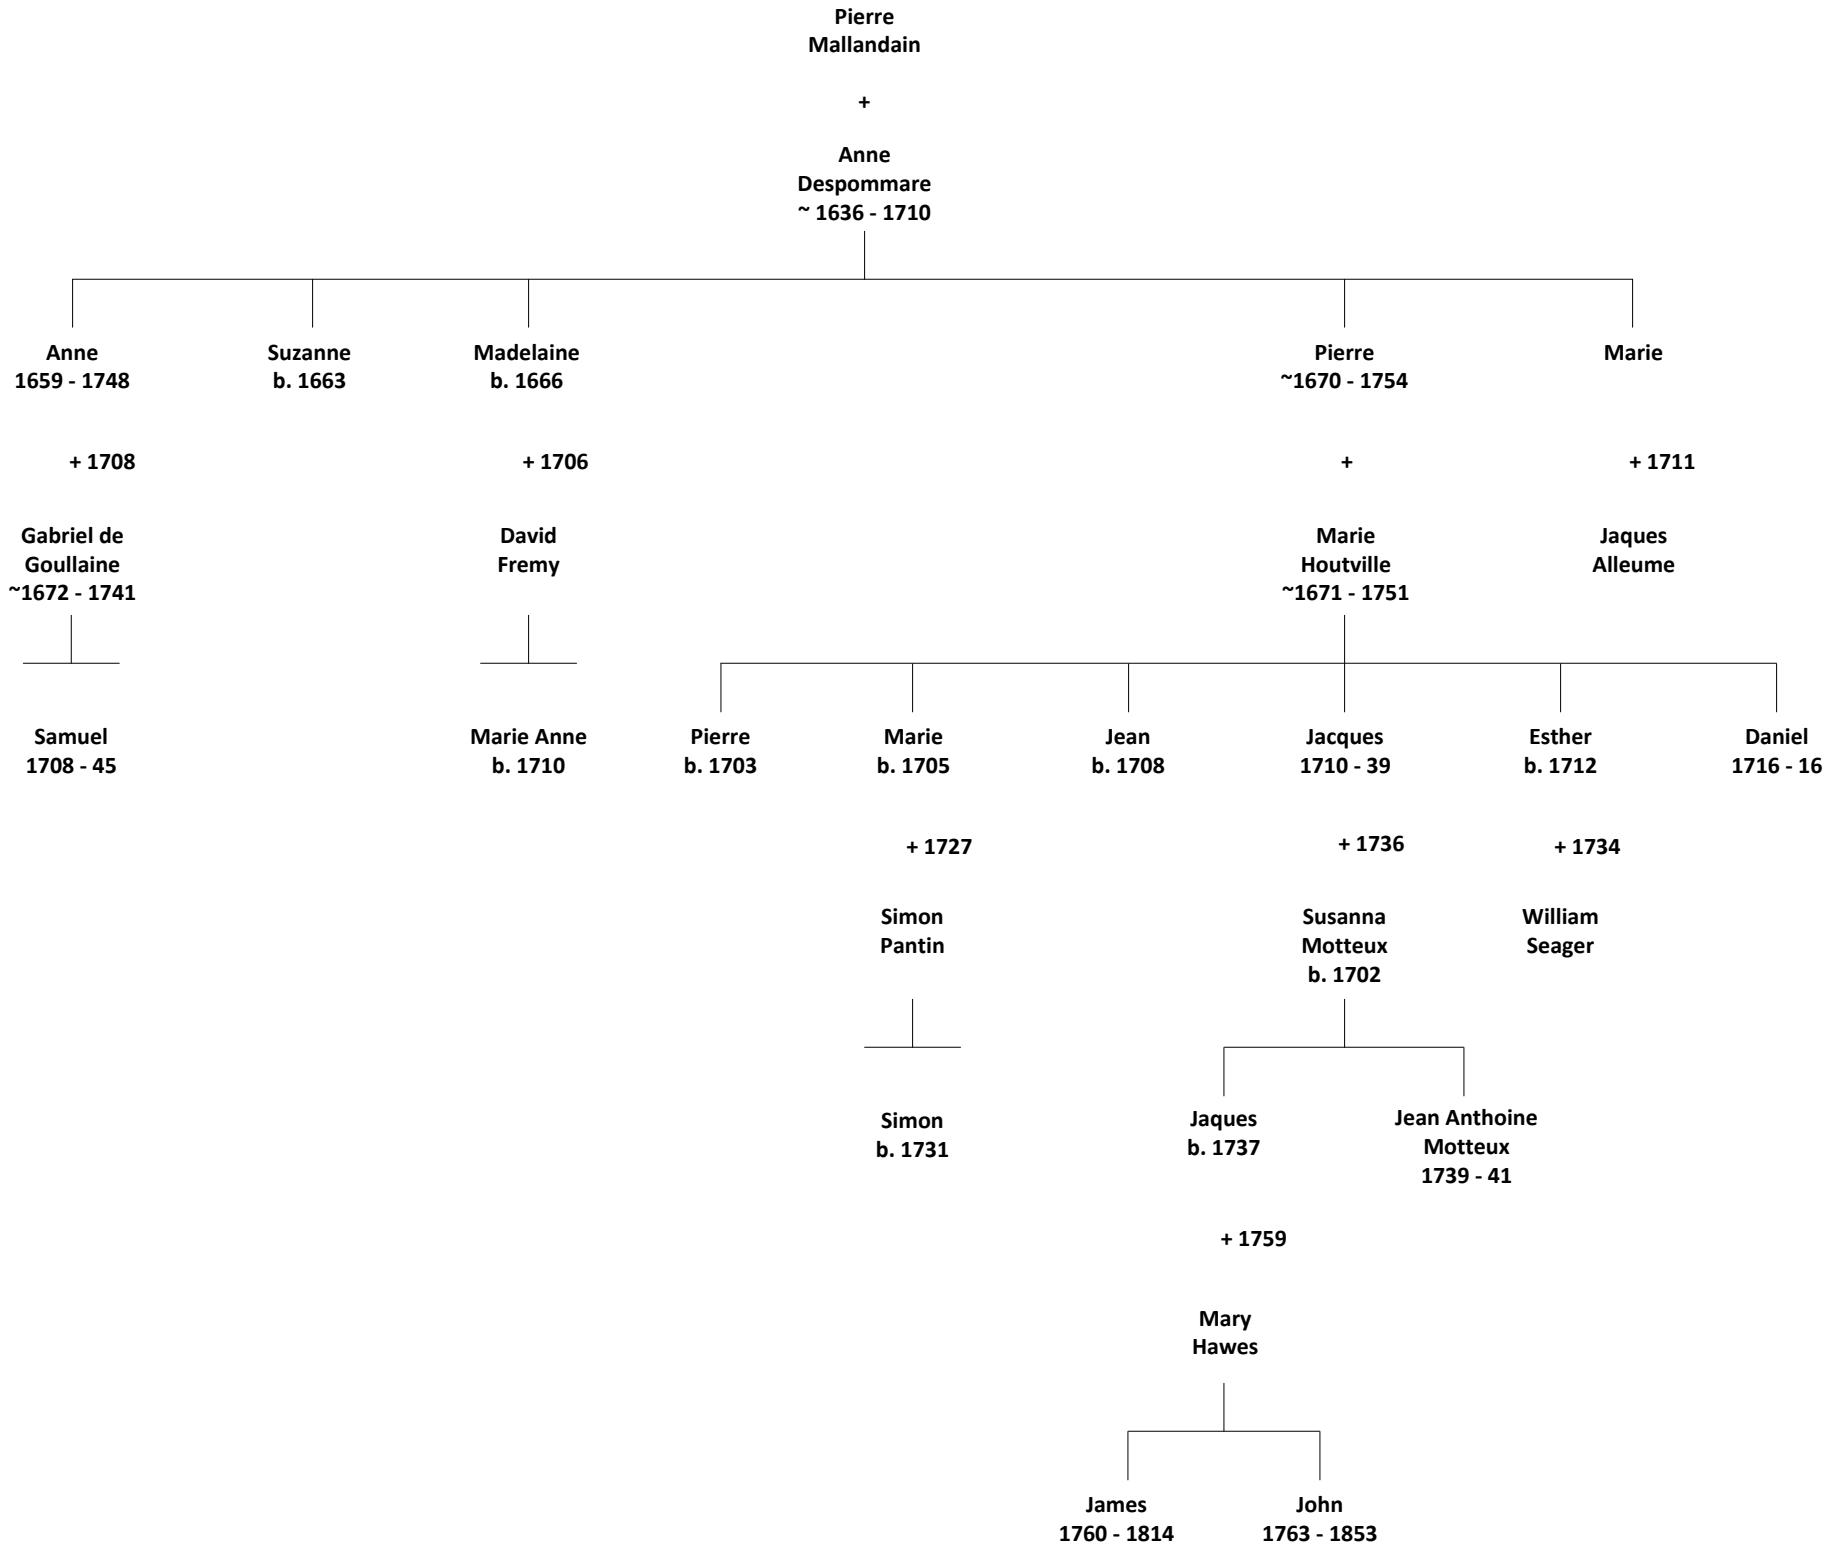 Pierre
Mallandain
+
Anne
Despommare
~ 1636 - 1710
Anne
1659 - 1748
Suzanne
b. 1663
Madelaine
b. 1666
Pierre
~1670 - 1754
Marie
+ 1708
+ 1706
+
+ 1711
Gabriel de
Goullaine
~1672 - 1741
David
Fremy
Marie
Houtville
~1671 - 1751
Jaques
Alleume
Samuel
1708 - 45
Marie Anne
b. 1710
Pierre
b. 1703
Marie
b. 1705
Jean
b. 1708
Jacques
1710 - 39
Esther
b. 1712
Daniel
1716 - 16
+ 1727
+ 1736
+ 1734
Simon
Pantin
Susanna
Motteux
b. 1702
William
Seager
Simon
b. 1731
Jaques
b. 1737
Jean Anthoine
Motteux
1739 - 41
+ 1759
Mary
Hawes
James
1760 - 1814
John
1763 - 1853